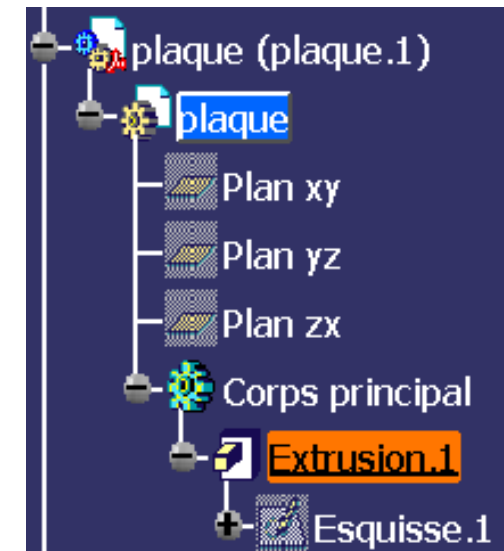 plaque (plaque.1)
plaque
Plan xy
Plan yz
Plan zx
Corps principal
Extrusion.1
Esquisse.1